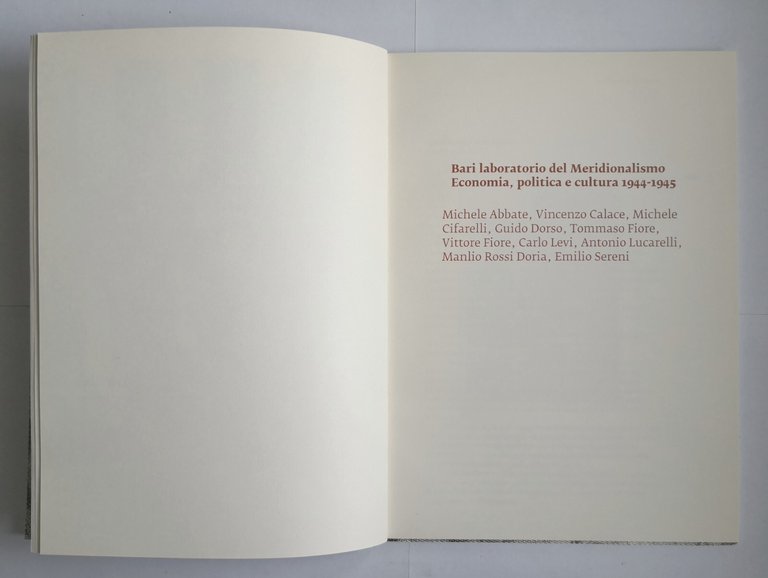 Bari laboratorio del Meridionalismo
Economia, politica e cultura 1944-1945
Michele Abbate, Vincenzo Calace, Michele
Cifarelli, Guido Dorso, Tommaso Fiore,
Vittore Fiore, Carlo Levi, Antonio Lucarelli,
Manlio Rossi Doria, Emilio Sereni